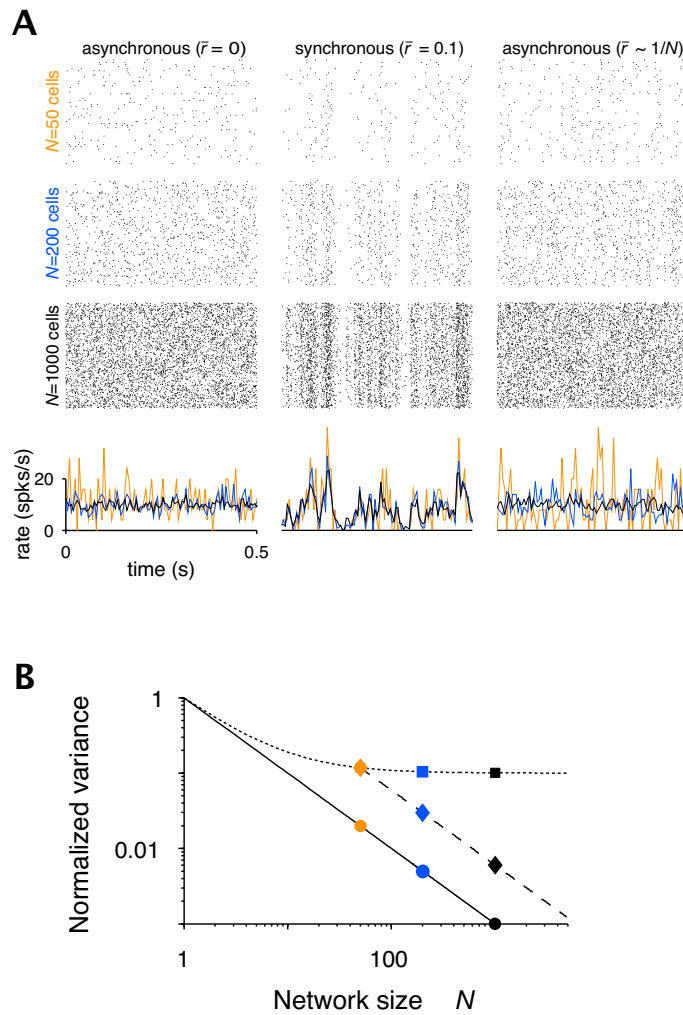 A
asynchronous (r̄ = 0)
synchronous (r̄ = 0.1)
asynchronous (r̄ ~ 1/N)
N=50 cells
N=200 cells
N=1000 cells
rate (spks/s)
20
0
0
0.5
time (s)
B
Normalized variance
1
0.01
1
100
Network size N